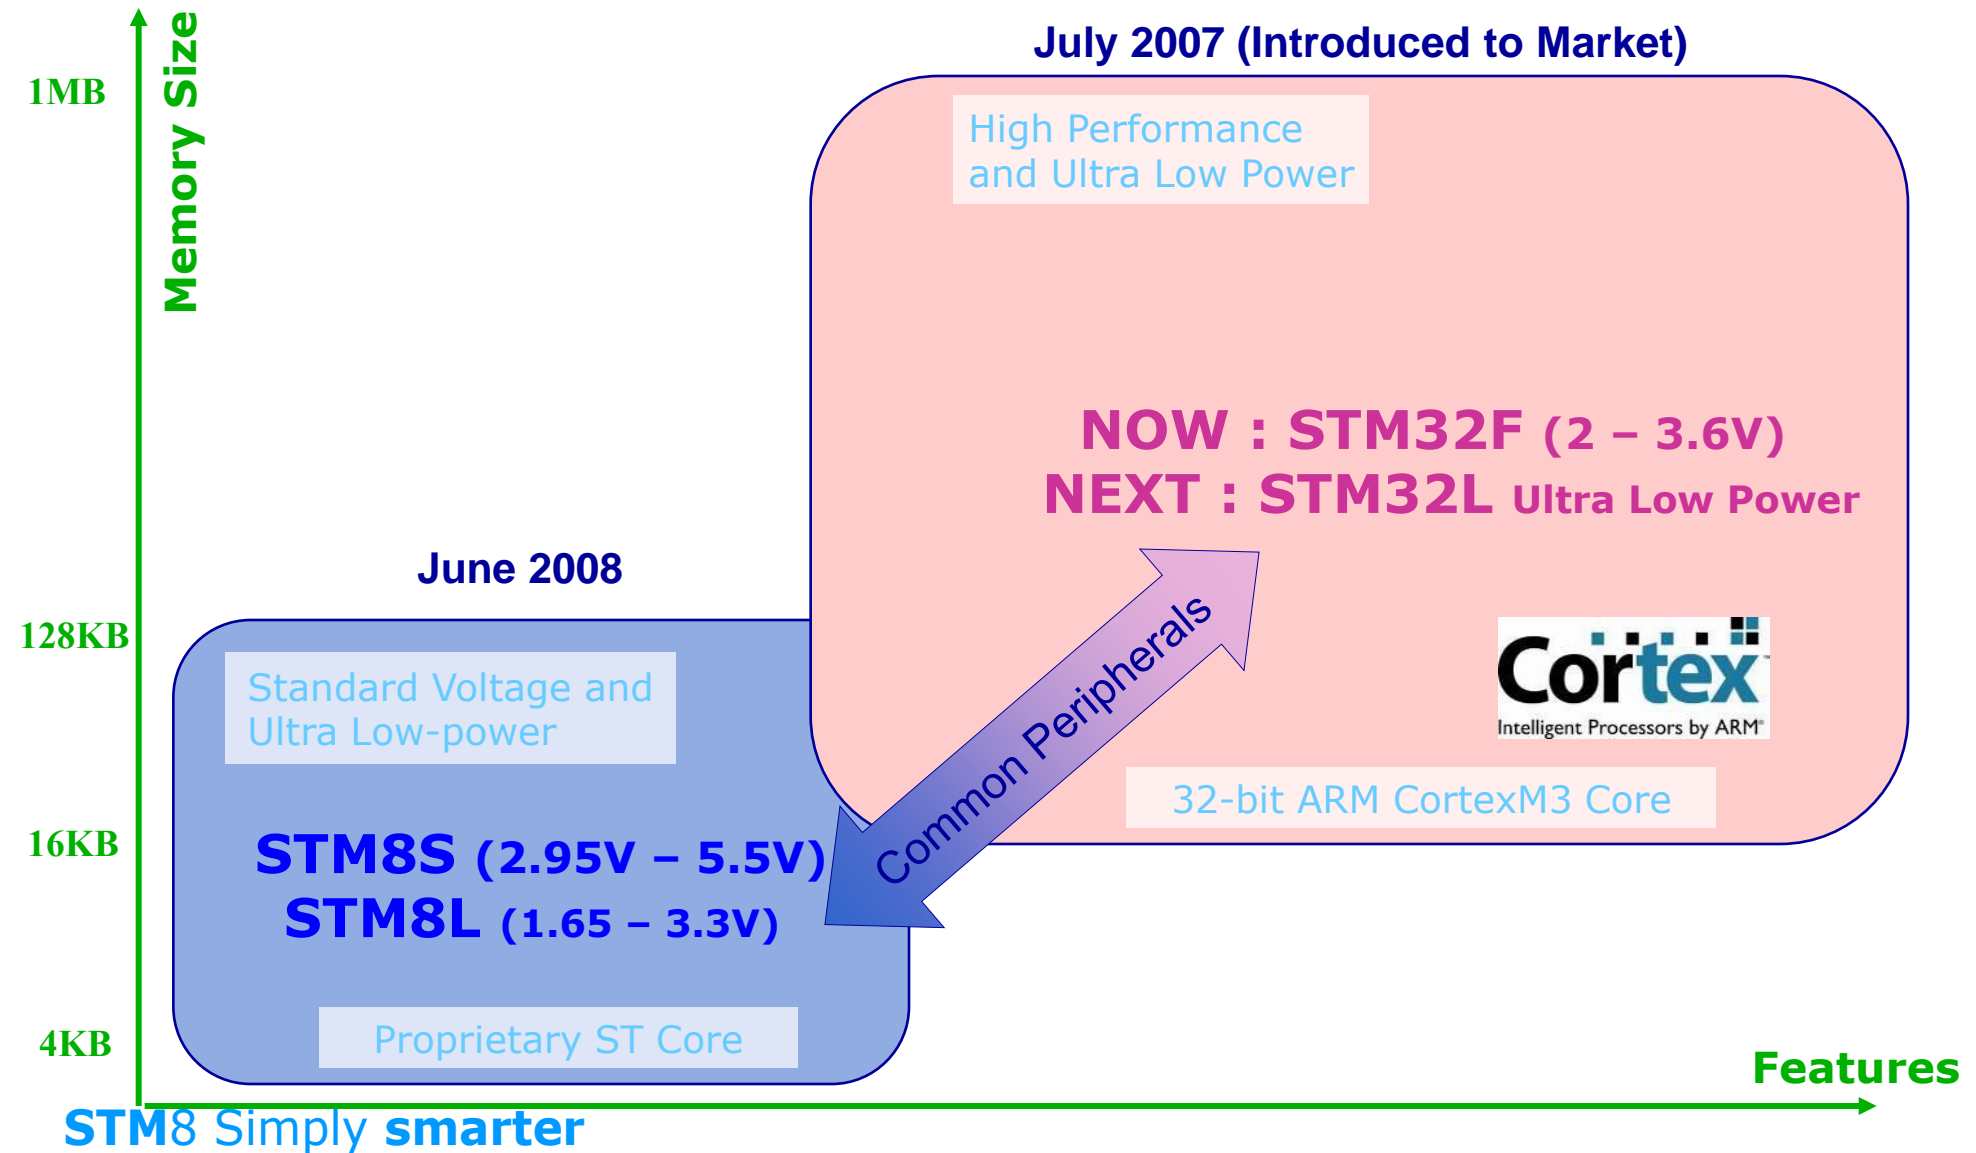 Memory Size
1MB
128KB
16KB
4KB
July 2007 (Introduced to Market)
High Performance
and Ultra Low Power
NOW : STM32F (2 – 3.6V)
NEXT : STM32L Ultra Low Power
Cortex™
Intelligent Processors by ARM®
32-bit ARM CortexM3 Core
Common Peripherals
June 2008
Standard Voltage and
Ultra Low-power
STM8S (2.95V – 5.5V)
STM8L (1.65 – 3.3V)
Proprietary ST Core
Features
STM8 Simply smarter